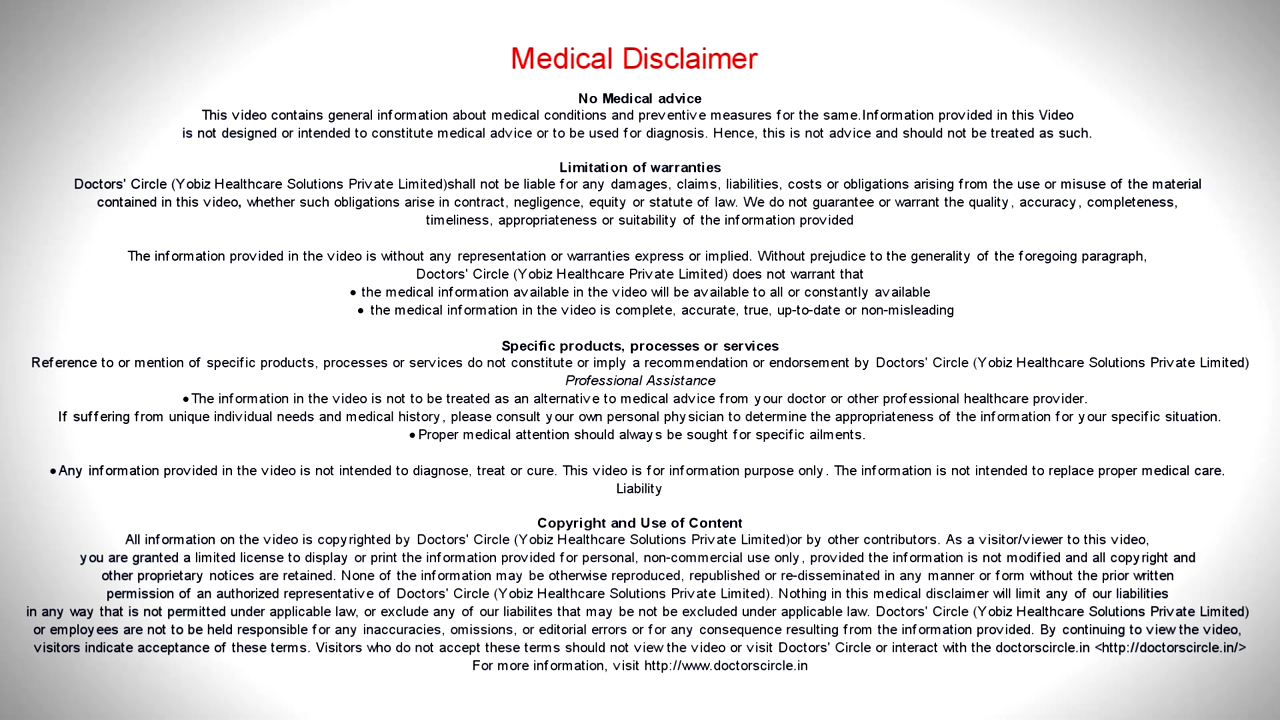 Medical Disclaimer
No Medical advice
This video contains general information about medical conditions and preventive measures for the same.Information provided in this Video
is not designed or intended to constitute medical advice or to be used for diagnosis. Hence, this is not advice and should not be treated as such.
Limitation of warranties
Doctors' Circle (Yobiz Healthcare Solutions Private Limited)shall not be liable for any damages, claims, liabilities, costs or obligations arising from the use or misuse of the material
contained in this video, whether such obligations arise in contract, negligence, equity or statute of law. We do not guarantee or warrant the quality, accuracy, completeness,
timeliness, appropriateness or suitability of the information provided
The information provided in the video is without any representation or warranties express or implied. Without prejudice to the generality of the foregoing paragraph,
Doctors' Circle (Yobiz Healthcare Private Limited) does not warrant that
• the medical information available in the video will be available to all or constantly available
• the medical information in the video is complete, accurate, true, up-to-date or non-misleading
Specific products, processes or services
Reference to or mention of specific products, processes or services do not constitute or imply a recommendation or endorsement by Doctors' Circle (Yobiz Healthcare Solutions Private Limited)
Professional Assistance
•The information in the video is not to be treated as an alternative to medical advice from your doctor or other professional healthcare provider.
If suffering from unique individual needs and medical history, please consult your own personal physician to determine the appropriateness of the information for your specific situation.
•Proper medical attention should always be sought for specific ailments.
•Any information provided in the video is not intended to diagnose, treat or cure. This video is for information purpose only. The information is not intended to replace proper medical care.
Liability
Copyright and Use of Content
All information on the video is copyrighted by Doctors' Circle (Yobiz Healthcare Solutions Private Limited)or by other contributors. As a visitor/viewer to this video,
you are granted a limited license to display or print the information provided for personal, non-commercial use only, provided the information is not modified and all copyright and
other proprietary notices are retained. None of the information may be otherwise reproduced, republished or re-disseminated in any manner or form without the prior written
permission of an authorized representative of Doctors' Circle (Yobiz Healthcare Solutions Private Limited). Nothing in this medical disclaimer will limit any of our liabilities
in any way that is not permitted under applicable law, or exclude any of our liabilites that may be not be excluded under applicable law. Doctors' Circle (Yobiz Healthcare Solutions Private Limited)
or employees are not to be held responsible for any inaccuracies, omissions, or editorial errors or for any consequence resulting from the information provided. By continuing to view the video,
visitors indicate acceptance of these terms. Visitors who do not accept these terms should not view the video or visit Doctors' Circle or interact with the doctorscircle.in <http://doctorscircle.in/>
For more information, visit http://www.doctorscircle.in